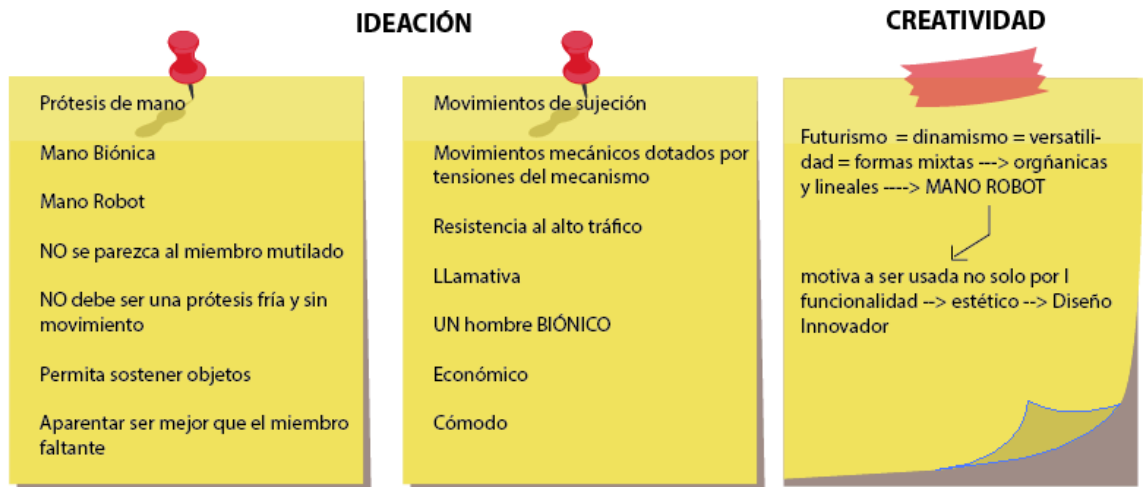 IDEACIÓN
Prótesis de mano
Mano Biónica
Mano Robot
NO se parezca al miembro mutilado
NO debe ser una prótesis fría y sin
movimiento
Permita sostener objetos
Aparentar ser mejor que el miembro
faltante
Movimientos de sujeción
Movimientos mecánicos dotados por
tensiones del mecanismo
Resistencia al alto tráfico
LLamativa
UN hombre BIÓNICO
Económico
Cómodo
CREATIVIDAD
Futurismo = dinamismo = versatili-
dad = formas mixtas ---> orgñanicas
y lineales ----> MANO ROBOT
motiva a ser usada no solo por l
funcionalidad --> estético --> Diseño
Innovador